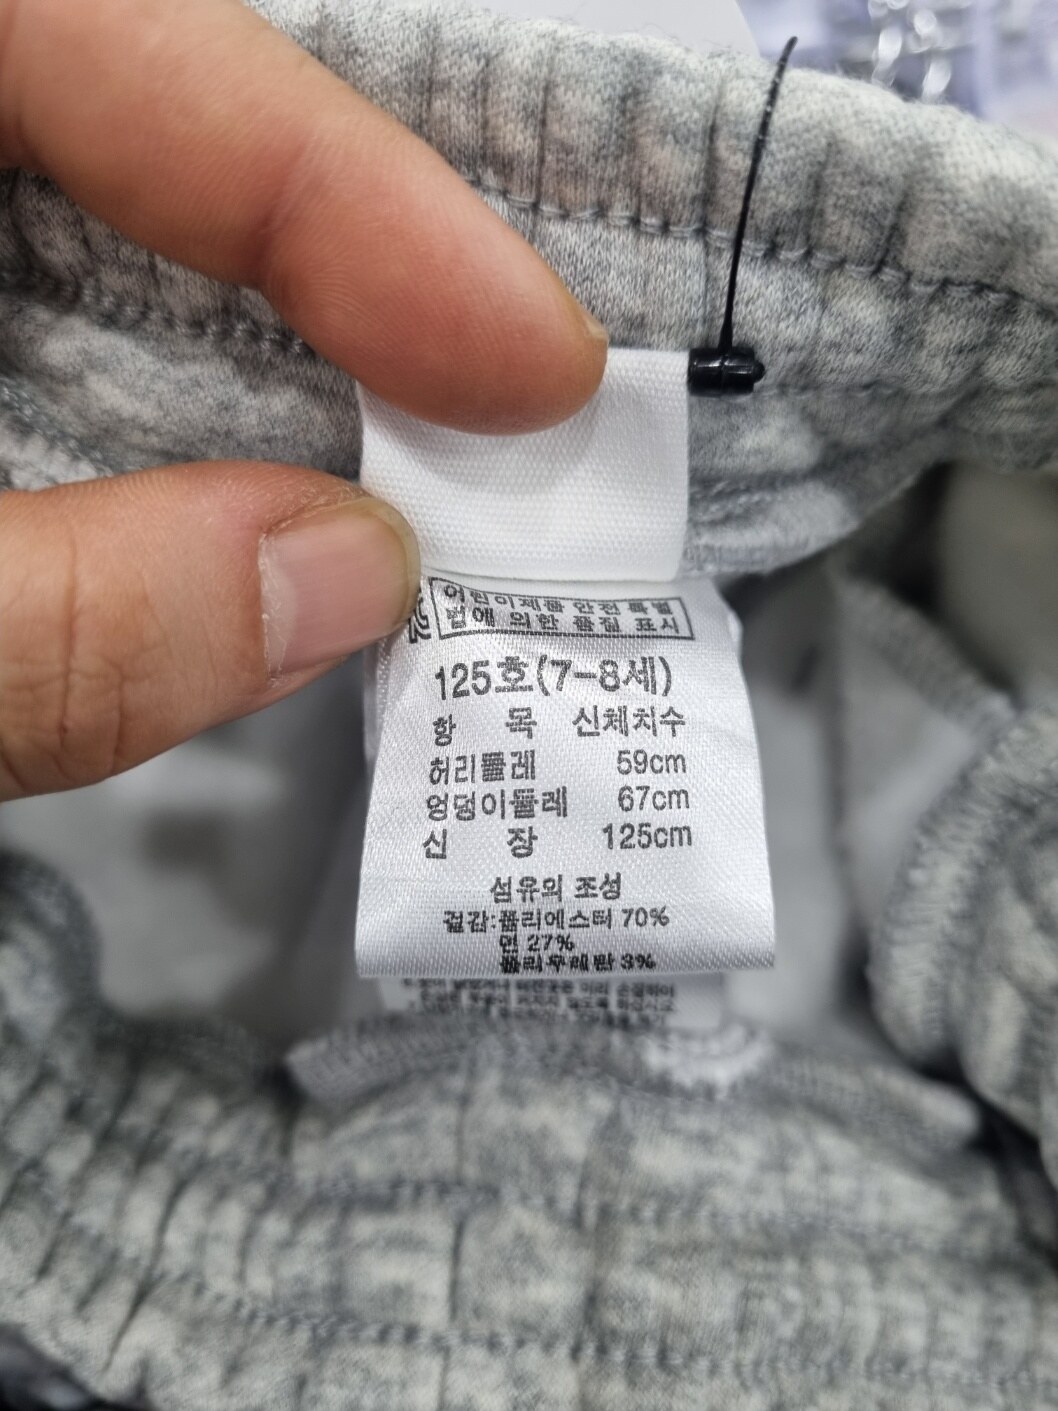 어린이제품 안전 특별
법에 의한 품질 표시
125호(7-8세)
항 목 신체치수
허리둘레 59cm
엉덩이둘레 67cm
신 장 125cm
섬유의 조성
겉감:폴리에스터 70%
면 27%
폴리우레탄 3%